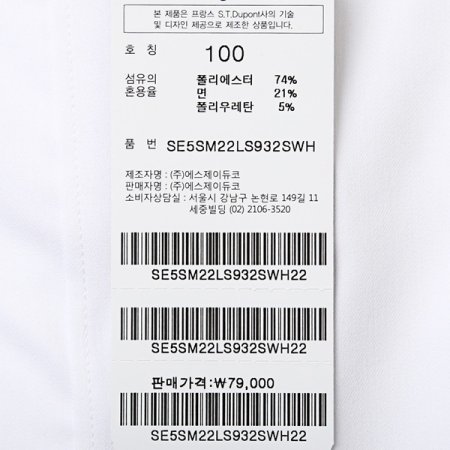 본 제품은 프랑스 S.T.Dupont사의 기술
및 디자인 제공으로 제조한 상품입니다.
호 칭 100
섬유의 폴리에스터 74%
혼용율 면 21%
폴리우레탄 5%
품 번 SE5SM22LS932SWH
제조자명 : (주)에스제이듀코
판매자명 : (주)에스제이듀코
소비자상담실 : 서울시 강남구 논현로 149길 11
세중빌딩 (02) 2106-3520
SE5SM22LS932SWH22
SE5SM22LS932SWH22
판매가격:₩79,000
SE5SM22LS932SWH22